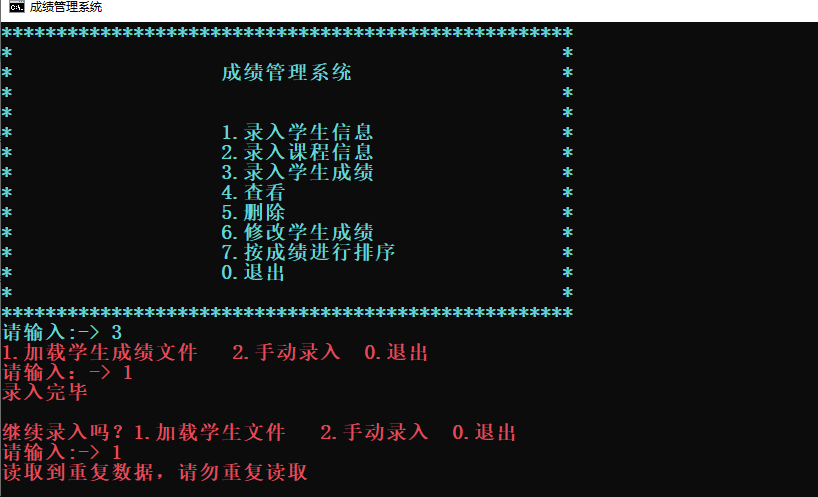 成绩管理系统
****************************************************
* *
* 成绩管理系统 *
* *
* *
* 1.录入学生信息 *
* 2.录入课程信息 *
* 3.录入学生成绩 *
* 4.查看 *
* 5.删除 *
* 6.修改学生成绩 *
* 7.按成绩进行排序 *
* 0.退出 *
* *
****************************************************
请输入:-> 3
1.加载学生成绩文件 2.手动录入 0.退出
请输入：-> 1
录入完毕
继续录入吗？1.加载学生文件 2.手动录入 0.退出
请输入:-> 1
读取到重复数据，请勿重复读取